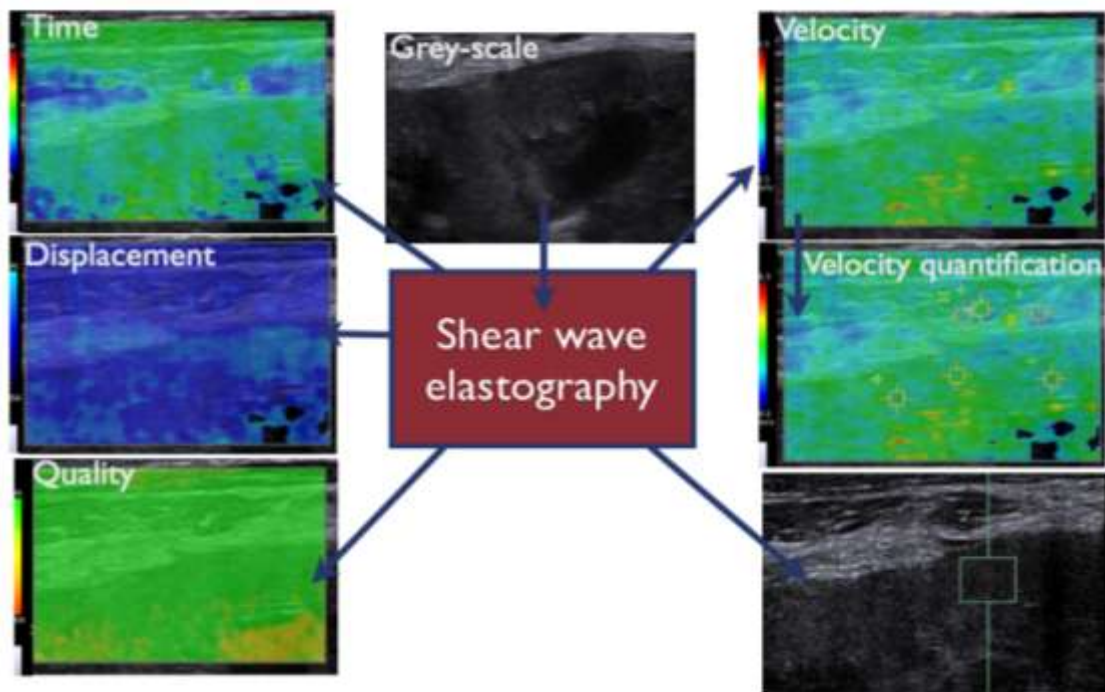 Time
Grey-scale
Velocity
Displacement
Velocity quantification
Shear wave
elastography
Quality